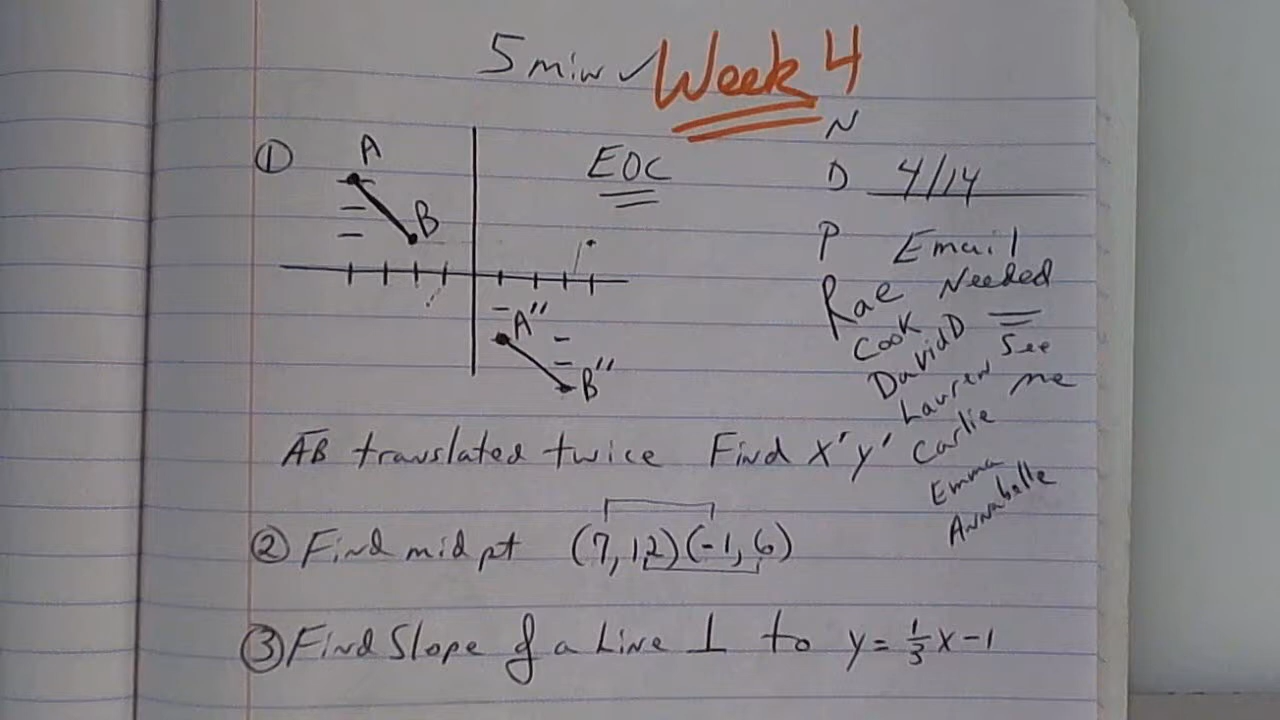 5 min ✓ Week 4
N
① A EOC D 4/14
B P Email
Rae Needed
Cook
A" DavidD See
B" Lauren me
Carlie
A̅B̅ translated twice Find x' y'
Emma
Annabelle
② Find mid pt (7, 12) (-1, 6)
③ Find Slope of a Line ⊥ to y = 1/3 x - 1